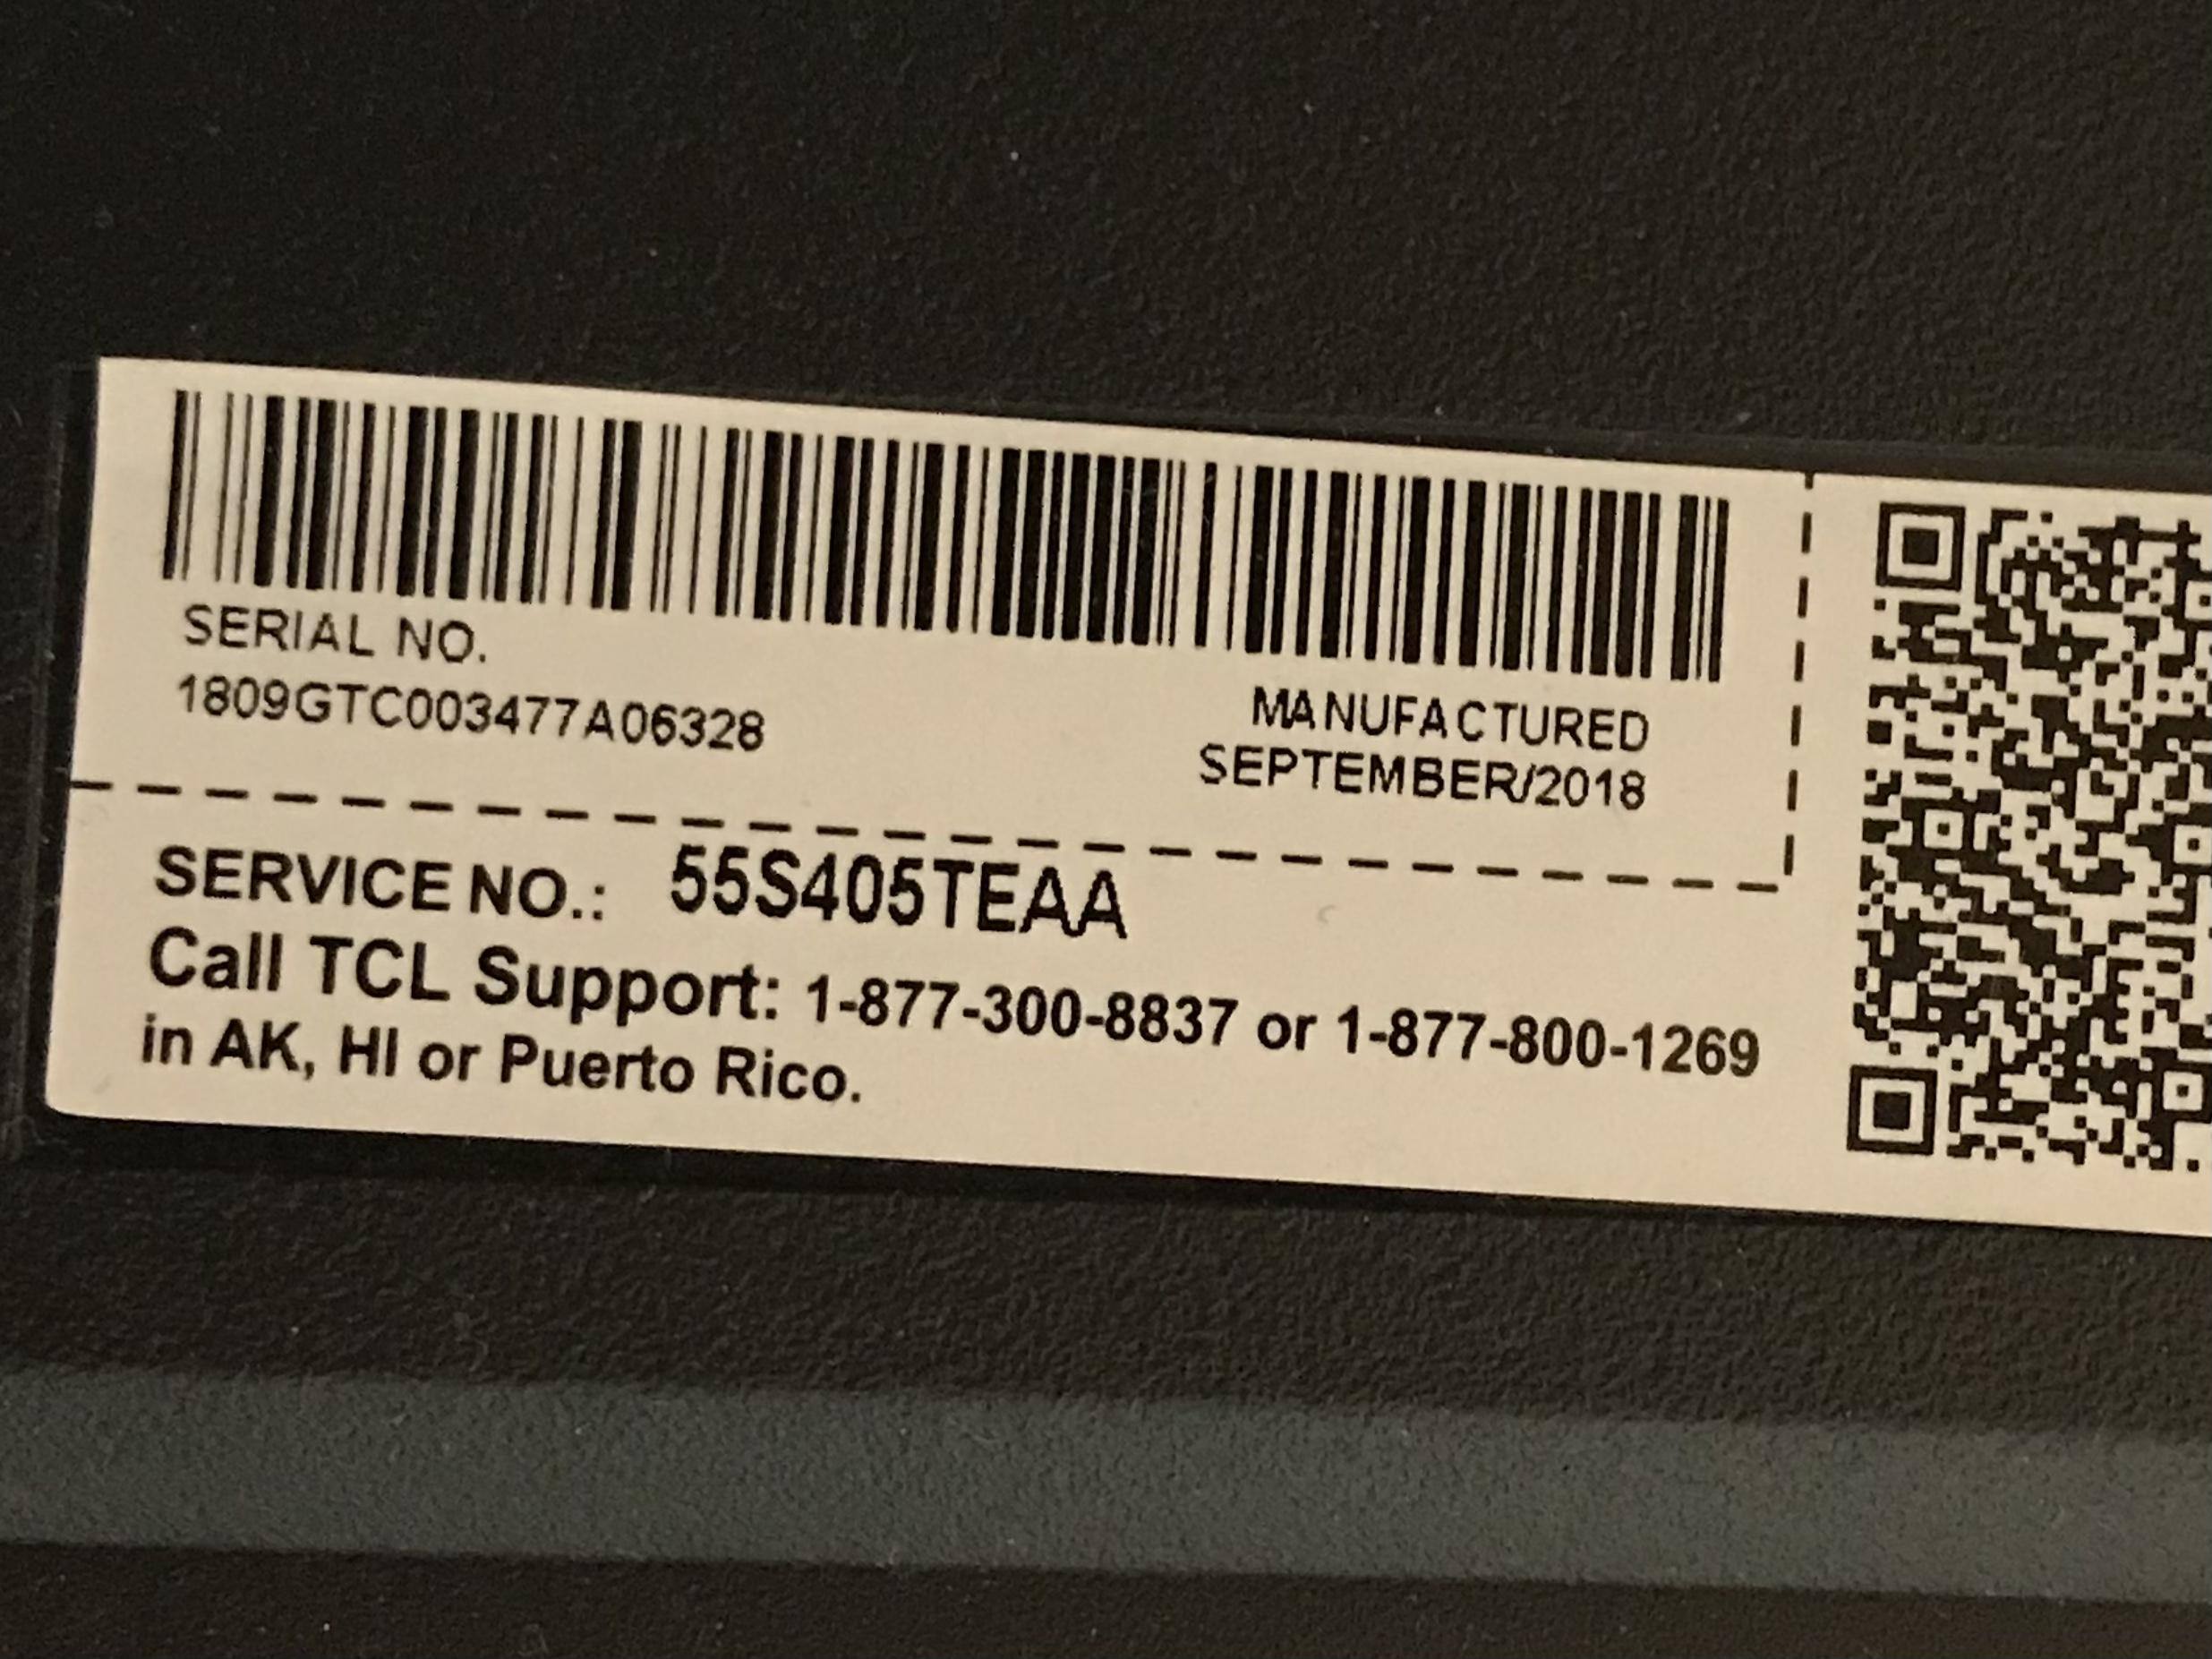 SERIAL NO.
1809GTC003477A06328
MANUFACTURED
SEPTEMBER/2018
SERVICE NO.: 55S405TEAA
Call TCL Support: 1-877-300-8837 or 1-877-800-1269
in AK, HI or Puerto Rico.